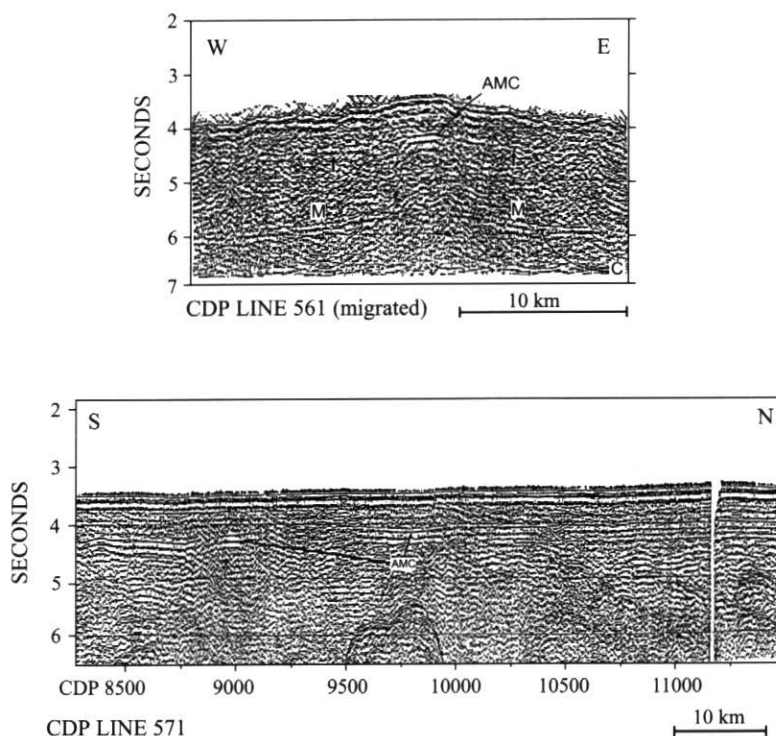 2
W E
3
AMC
4
SECONDS
5
M M
6
C
7
CDP LINE 561 (migrated)
10 km
2
S N
3
SECONDS
4
AMC
5
6
CDP 8500 9000 9500 10000 10500 11000
10 km
CDP LINE 571